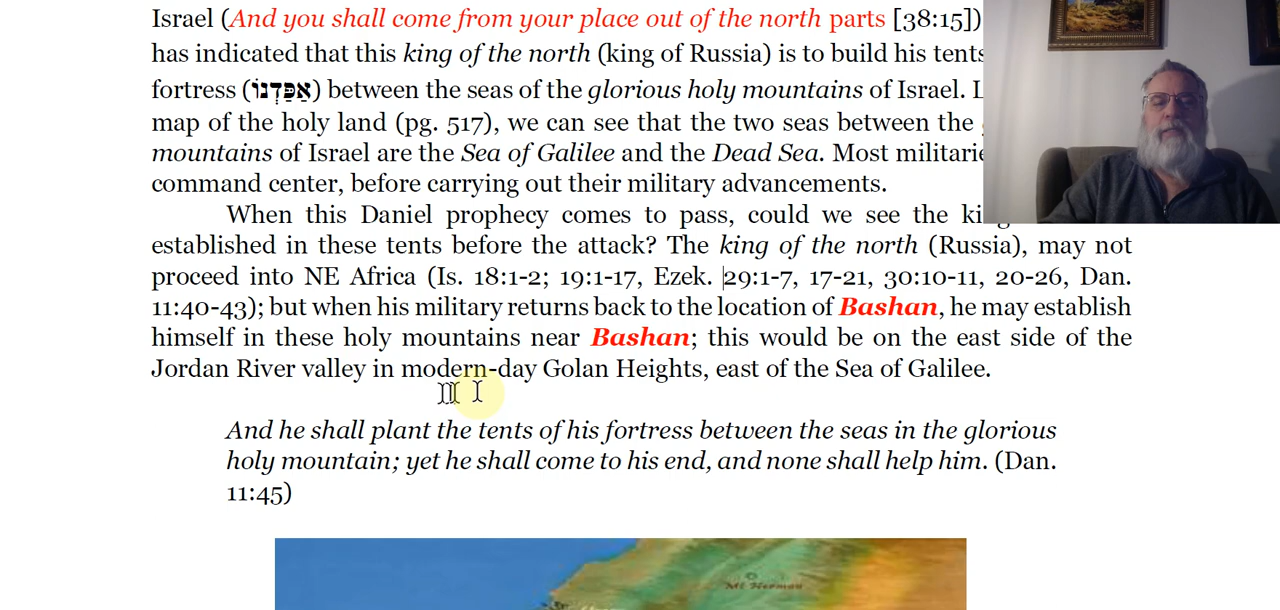 Israel (And you shall come from your place out of the north parts [38:15])
has indicated that this king of the north (king of Russia) is to build his tents
fortress (אַפַּדְנוֹ) between the seas of the glorious holy mountains of Israel. L
map of the holy land (pg. 517), we can see that the two seas between the
mountains of Israel are the Sea of Galilee and the Dead Sea. Most militarie
command center, before carrying out their military advancements.
When this Daniel prophecy comes to pass, could we see the
established in these tents before the attack? The king of the north (Russia), may not
proceed into NE Africa (Is. 18:1-2; 19:1-17, Ezek. 29:1-7, 17-21, 30:10-11, 20-26, Dan.
11:40-43); but when his military returns back to the location of Bashan, he may establish
himself in these holy mountains near Bashan; this would be on the east side of the
Jordan River valley in modern-day Golan Heights, east of the Sea of Galilee.
And he shall plant the tents of his fortress between the seas in the glorious
holy mountain; yet he shall come to his end, and none shall help him. (Dan.
11:45)
Mt Hermon